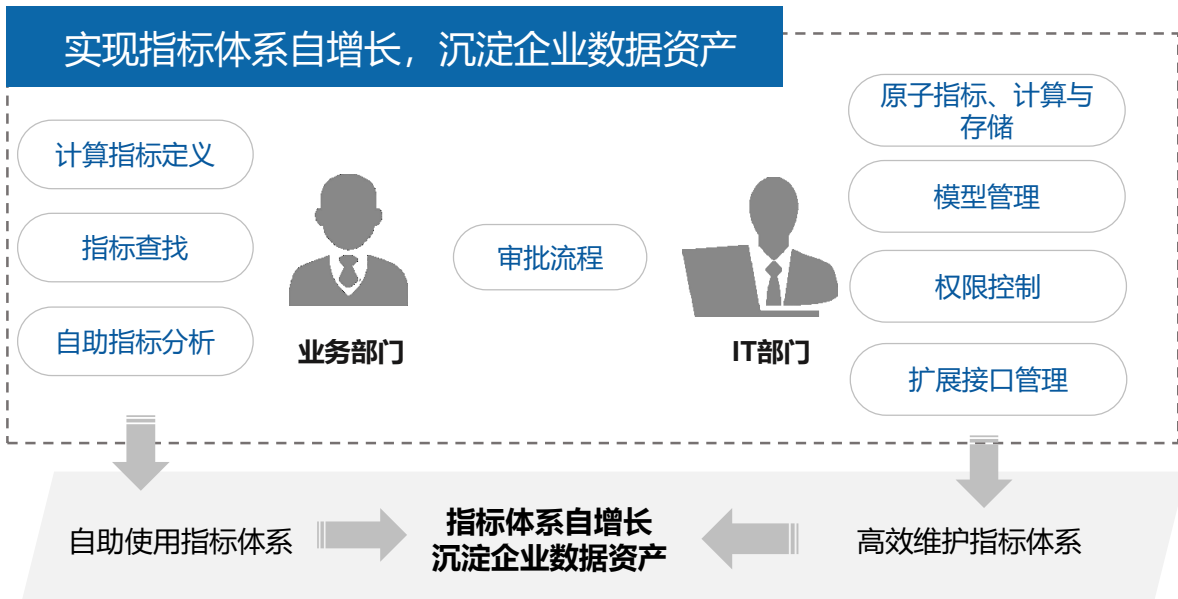 实现指标体系自增长，沉淀企业数据资产
计算指标定义
指标查找
自助指标分析
业务部门
审批流程
IT部门
原子指标、计算与
存储
模型管理
权限控制
扩展接口管理
自助使用指标体系
指标体系自增长
沉淀企业数据资产
高效维护指标体系